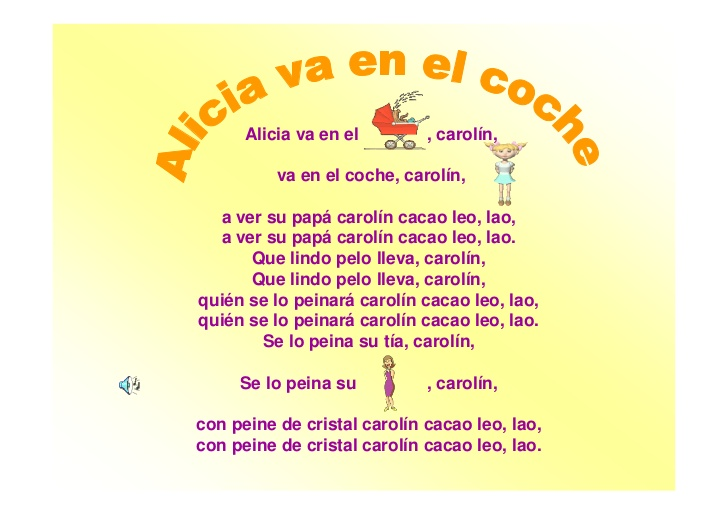 Alicia va en el coche
Alicia va en el , carolín,
va en el coche, carolín,
a ver su papá carolín cacao leo, lao,
a ver su papá carolín cacao leo, lao.
Que lindo pelo lleva, carolín,
Que lindo pelo lleva, carolín,
quién se lo peinará carolín cacao leo, lao,
quién se lo peinará carolín cacao leo, lao.
Se lo peina su tía, carolín,
Se lo peina su , carolín,
con peine de cristal carolín cacao leo, lao,
con peine de cristal carolín cacao leo, lao.